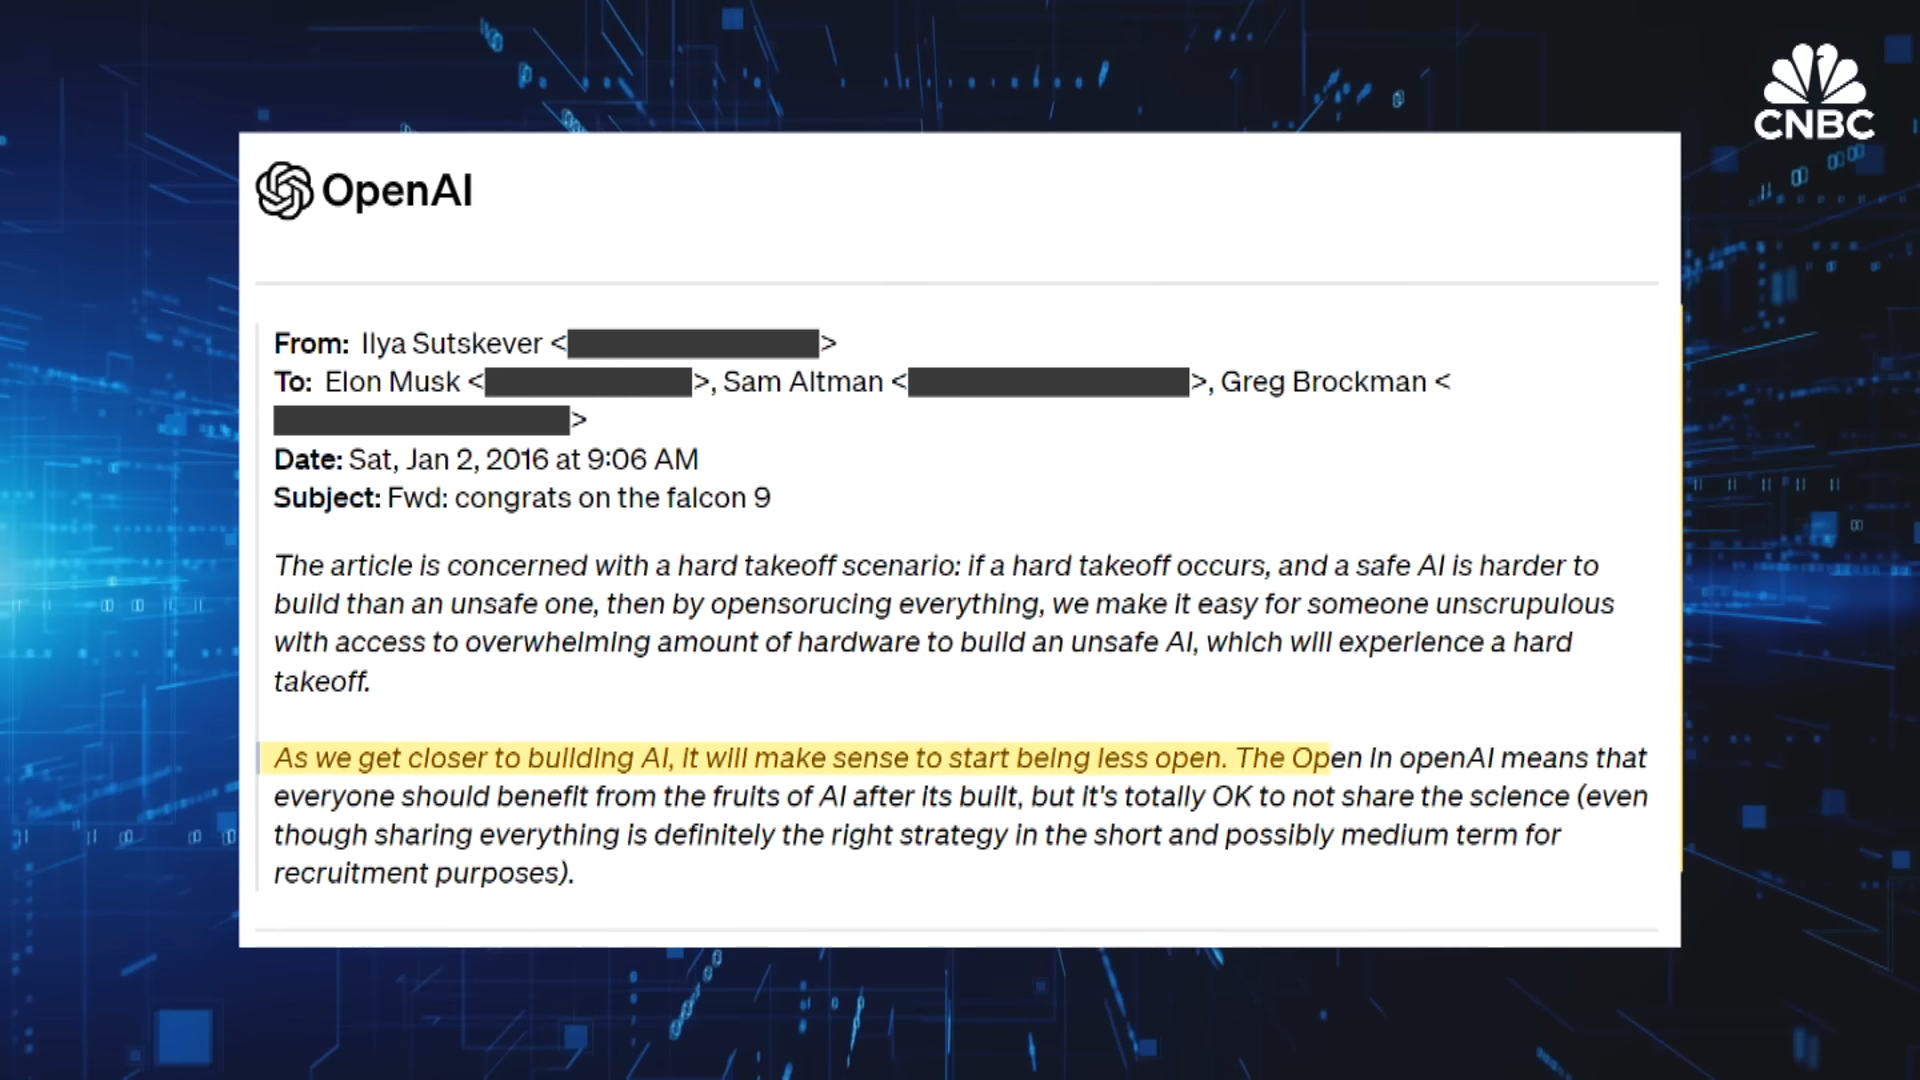 CNBC
OpenAI
From: Ilya Sutskever < >
To: Elon Musk < >, Sam Altman < >, Greg Brockman <
>
Date: Sat, Jan 2, 2016 at 9:06 AM
Subject: Fwd: congrats on the falcon 9
The article is concerned with a hard takeoff scenario: if a hard takeoff occurs, and a safe AI is harder to
build than an unsafe one, then by opensorucing everything, we make it easy for someone unscrupulous
with access to overwhelming amount of hardware to build an unsafe AI, which will experience a hard
takeoff.
As we get closer to building AI, it will make sense to start being less open. The Open in openAI means that
everyone should benefit from the fruits of AI after its built, but it's totally OK to not share the science (even
though sharing everything is definitely the right strategy in the short and possibly medium term for
recruitment purposes).